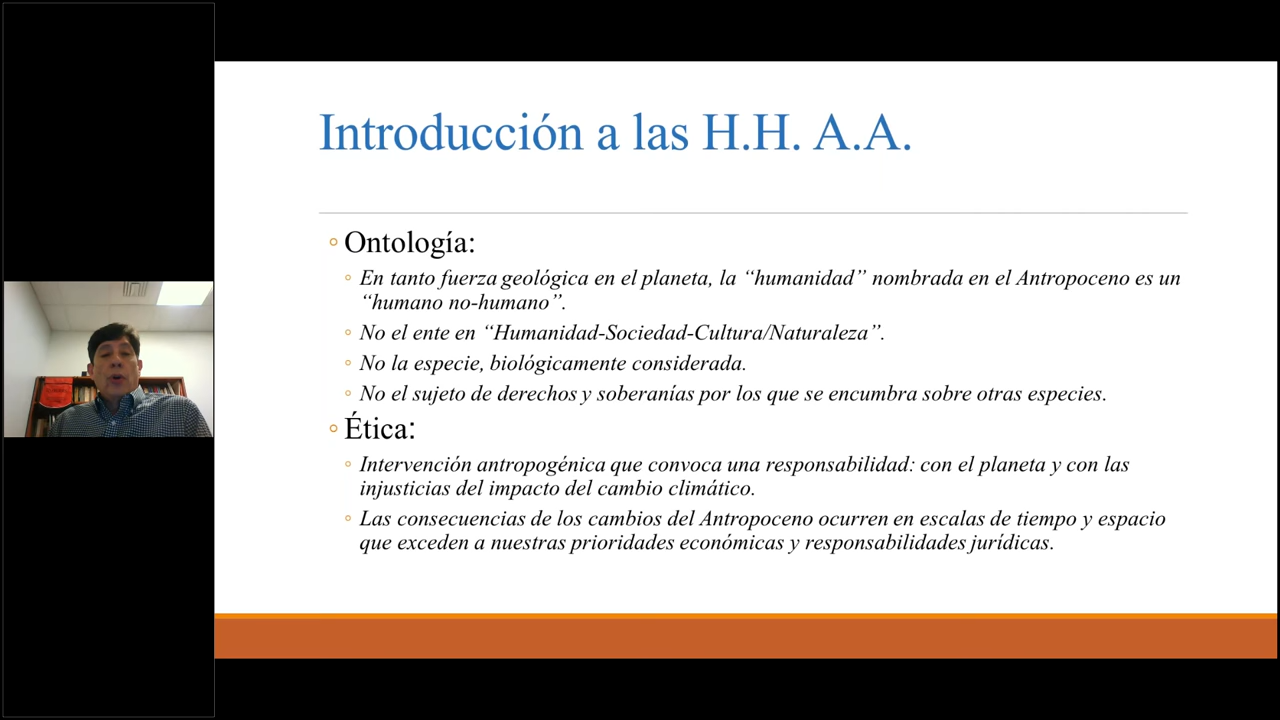 Introducción a las H.H. A.A.
Ontología:
En tanto fuerza geológica en el planeta, la “humanidad” nombrada en el Antropoceno es un
“humano no-humano”.
No el ente en “Humanidad-Sociedad-Cultura/Naturaleza”.
No la especie, biológicamente considerada.
No el sujeto de derechos y soberanías por los que se encumbra sobre otras especies.
Ética:
Intervención antropogénica que convoca una responsabilidad: con el planeta y con las
injusticias del impacto del cambio climático.
Las consecuencias de los cambios del Antropoceno ocurren en escalas de tiempo y espacio
que exceden a nuestras prioridades económicas y responsabilidades jurídicas.